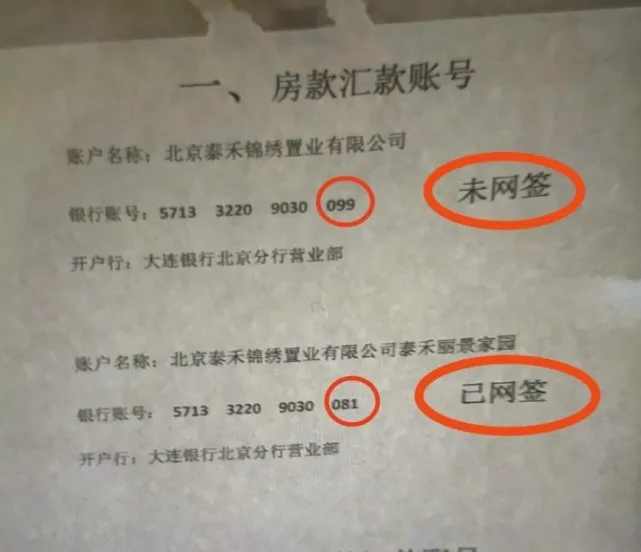 一、房款汇款账号
账户名称：北京泰禾锦绣置业有限公司
银行账号：5713 3220 9030 099 未网签
开户行：大连银行北京分行营业部
账户名称：北京泰禾锦绣置业有限公司泰禾丽景家园
银行账号：5713 3220 9030 081 已网签
开户行：大连银行北京分行营业部